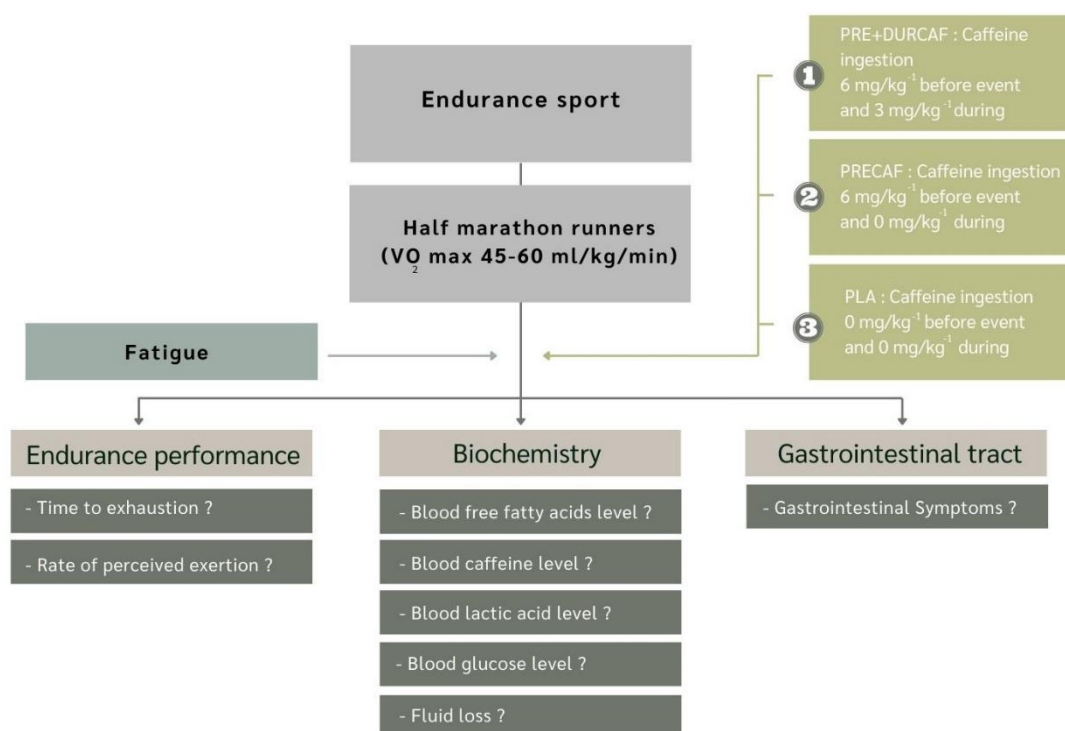 Endurance sport
Half marathon runners
(VO₂ max 45-60 ml/kg/min)
1
PRE+DURCAF : Caffeine
ingestion
6 mg/kg⁻¹ before event
and 3 mg/kg⁻¹ during
2
PRECAF : Caffeine ingestion
6 mg/kg⁻¹ before event
and 0 mg/kg⁻¹ during
3
PLA : Caffeine ingestion
0 mg/kg⁻¹ before event
and 0 mg/kg⁻¹ during
Fatigue
Endurance performance
- Time to exhaustion ?
- Rate of perceived exertion ?
Biochemistry
- Blood free fatty acids level ?
- Blood caffeine level ?
- Blood lactic acid level ?
- Blood glucose level ?
- Fluid loss ?
Gastrointestinal tract
- Gastrointestinal Symptoms ?